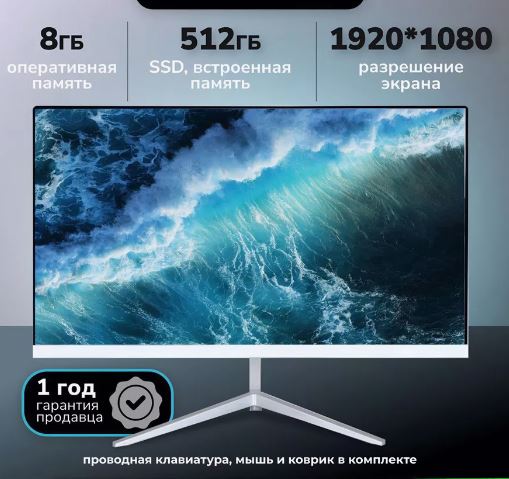 8ГБ
512ГБ
1920*1080
оперативная
память
SSD, встроенная
память
разрешение
экрана
1 год
гарантия
продавца
проводная клавиатура, мышь и коврик в комплекте